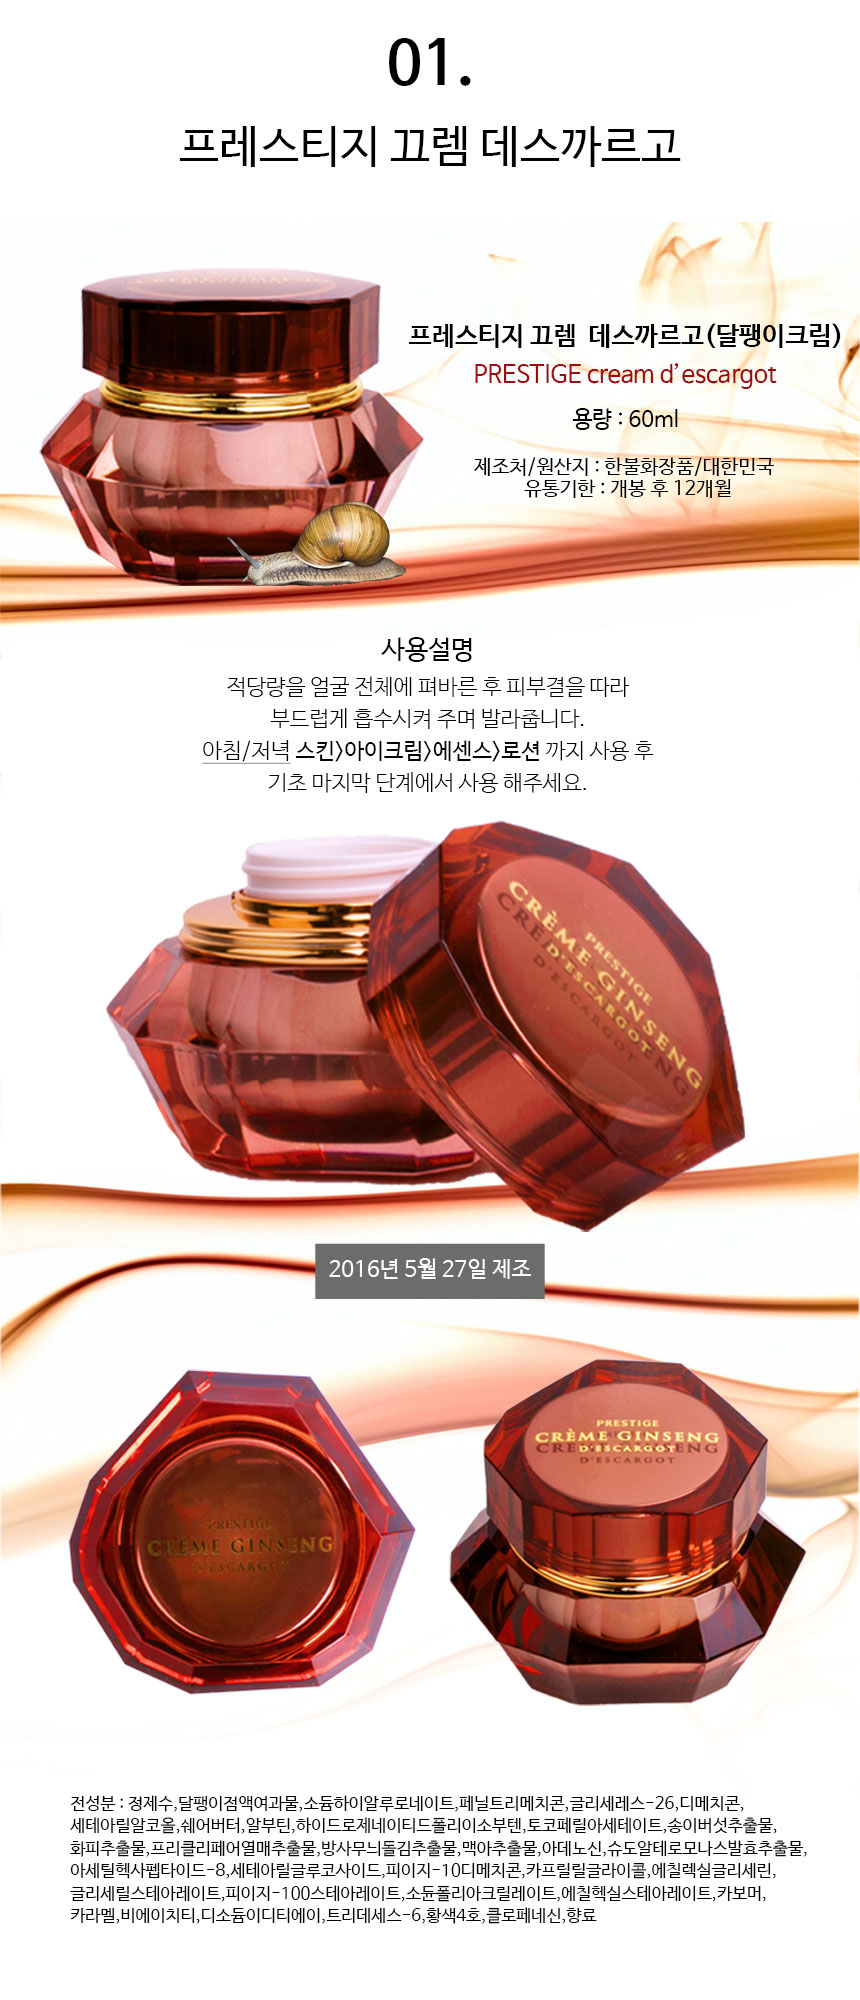 01.
프레스티지 끄렘 데스까르고
프레스티지 끄렘 데스까르고(달팽이크림)
PRESTIGE cream d’escargot
용량 : 60ml
제조처/원산지 : 한불화장품/대한민국
유통기한 : 개봉 후 12개월
사용설명
적당량을 얼굴 전체에 펴바른 후 피부결을 따라
부드럽게 흡수시켜 주며 발라줍니다.
아침/저녁 스킨>아이크림>에센스>로션 까지 사용 후
기초 마지막 단계에서 사용 해주세요.
PRESTIGE
CRÈME GINSENG
D'ESCARGOT
2016년 5월 27일 제조
PRESTIGE
CRÈME GINSENG
D'ESCARGOT
PRESTIGE
CRÈME GINSENG
D'ESCARGOT
전성분 : 정제수,달팽이점액여과물,소듐하이알루로네이트,페닐트리메치콘,글리세레스-26,디메치콘,
세테아릴알코올,쉐어버터,알부틴,하이드로제네이티드폴리이소부텐,토코페릴아세테이트,송이버섯추출물,
화피추출물,프리클리페어열매추출물,방사무늬돌김추출물,맥아추출물,아데노신,슈도알테로모나스발효추출물,
아세틸헥사펩타이드-8,세테아릴글루코사이드,피이지-10디메치콘,카프릴릴글라이콜,에칠헥실글리세린,
글리세릴스테아레이트,피이지-100스테아레이트,소듄폴리아크릴레이트,에칠헥실스테아레이트,카보머,
카라멜,비에이치티,디소듐이디티에이,트리데세스-6,황색4호,클로페네신,향료